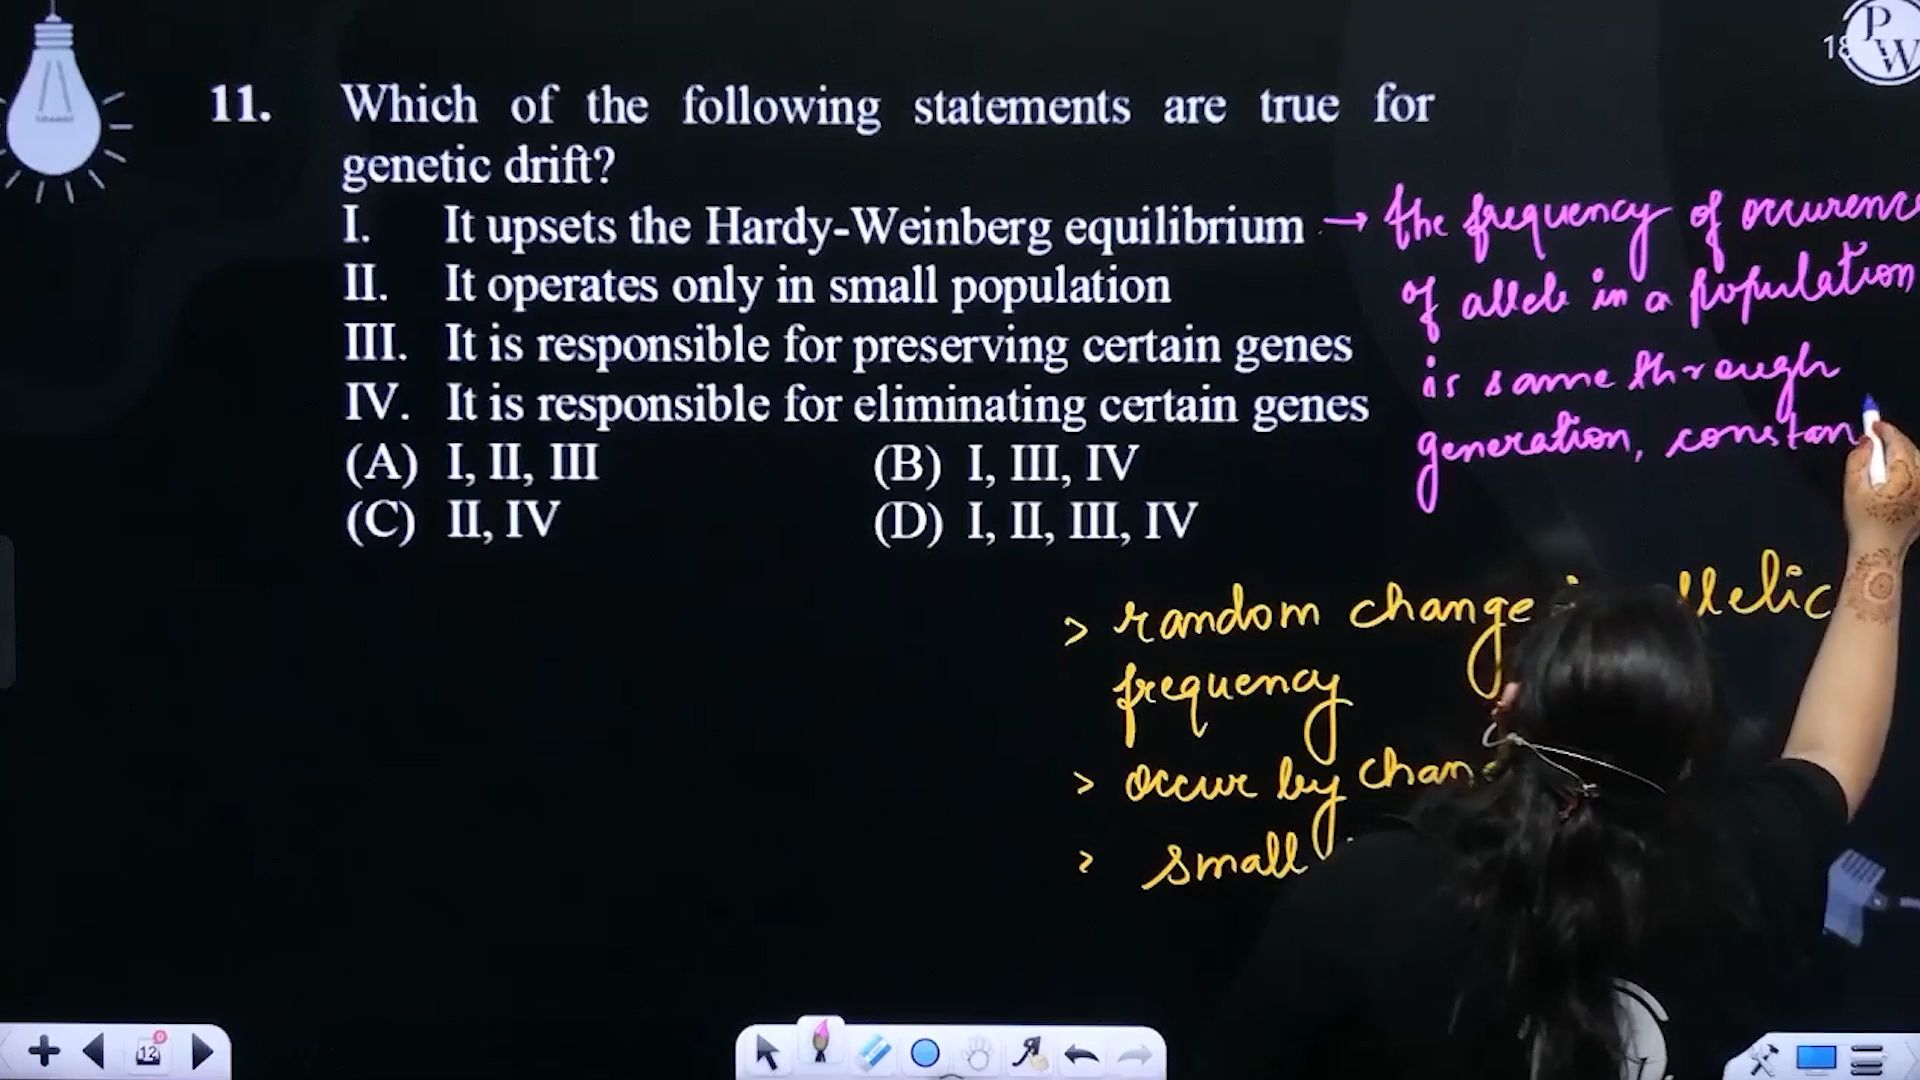 P
W
18
11. Which of the following statements are true for
genetic drift?
I. It upsets the Hardy-Weinberg equilibrium → the frequency of occurenc
II. It operates only in small population
of allele in a population
III. It is responsible for preserving certain genes
is same through
IV. It is responsible for eliminating certain genes
generation, constan
(A) I, II, III (B) I, III, IV
(C) II, IV (D) I, II, III, IV
> random change llelic
frequency
> occur by chan
> small
12